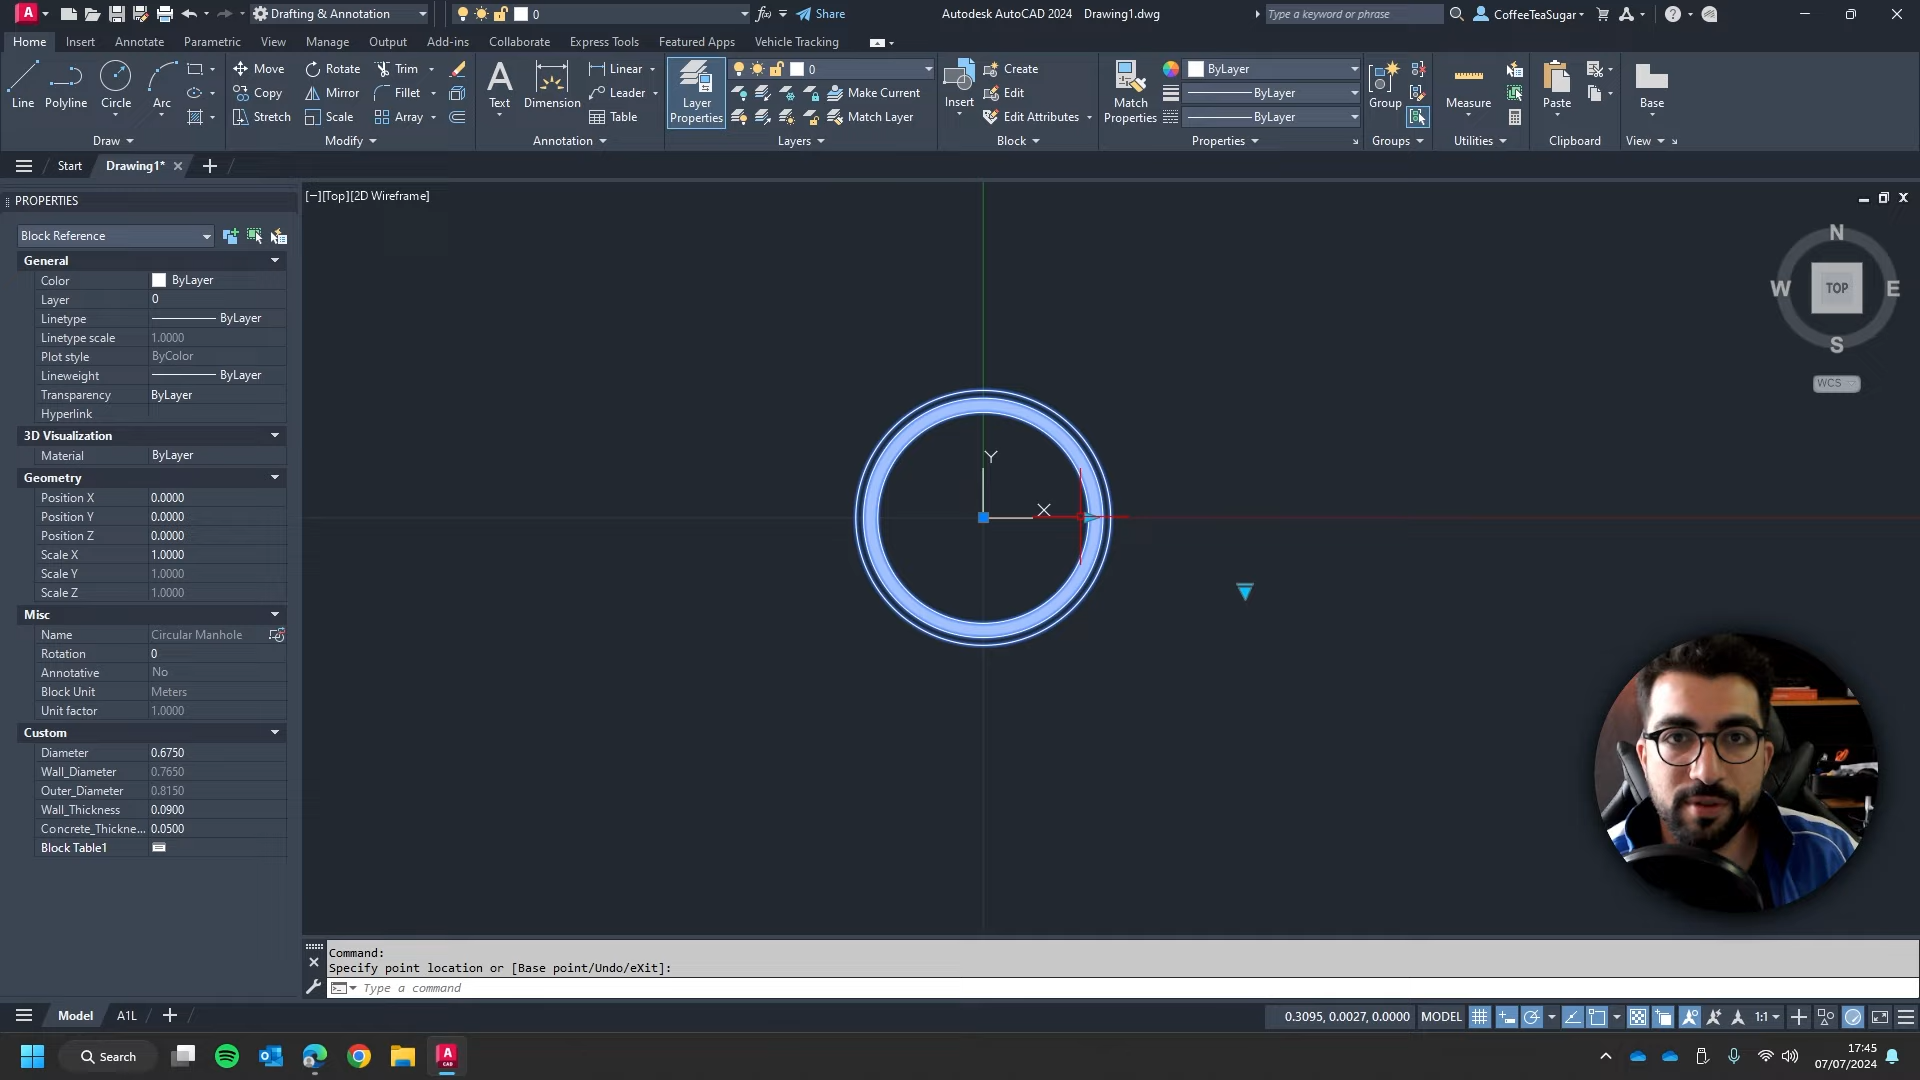 A
Drafting & Annotation
0
Share
Autodesk AutoCAD 2024 Drawing1.dwg
Type a keyword or phrase
CoffeeTeaSugar
Home Insert Annotate Parametric View Manage Output Add-ins Collaborate Express Tools Featured Apps Vehicle Tracking
Line
Polyline
Circle
Arc
Draw
Move
Rotate
Trim
Copy
Mirror
Fillet
Stretch
Scale
Array
Modify
Text
Dimension
Linear
Leader
Table
Annotation
Layer
Properties
0
Make Current
Match Layer
Layers
Insert
Create
Edit
Edit Attributes
Block
Match
Properties
ByLayer
ByLayer
ByLayer
Properties
Group
Groups
Measure
Utilities
Paste
Clipboard
Base
View
Start
Drawing1*
PROPERTIES
Block Reference
General
Color ByLayer
Layer 0
Linetype ByLayer
Linetype scale 1.0000
Plot style ByColor
Lineweight ByLayer
Transparency ByLayer
Hyperlink
3D Visualization
Material ByLayer
Geometry
Position X 0.0000
Position Y 0.0000
Position Z 0.0000
Scale X 1.0000
Scale Y 1.0000
Scale Z 1.0000
Misc
Name Circular Manhole
Rotation 0
Annotative No
Block Unit Meters
Unit factor 1.0000
Custom
Diameter 0.6750
Wall_Diameter 0.7650
Outer_Diameter 0.8150
Wall_Thickness 0.0900
Concrete_Thickne... 0.0500
Block Table1
[−][Top][2D Wireframe]
N
W
TOP
E
S
WCS
Y
X
Command:
Specify point location or [Base point/Undo/eXit]:
Type a command
Model
A1L
0.3095, 0.0027, 0.0000
MODEL
1:1
Search
A
CAD
17:45
07/07/2024